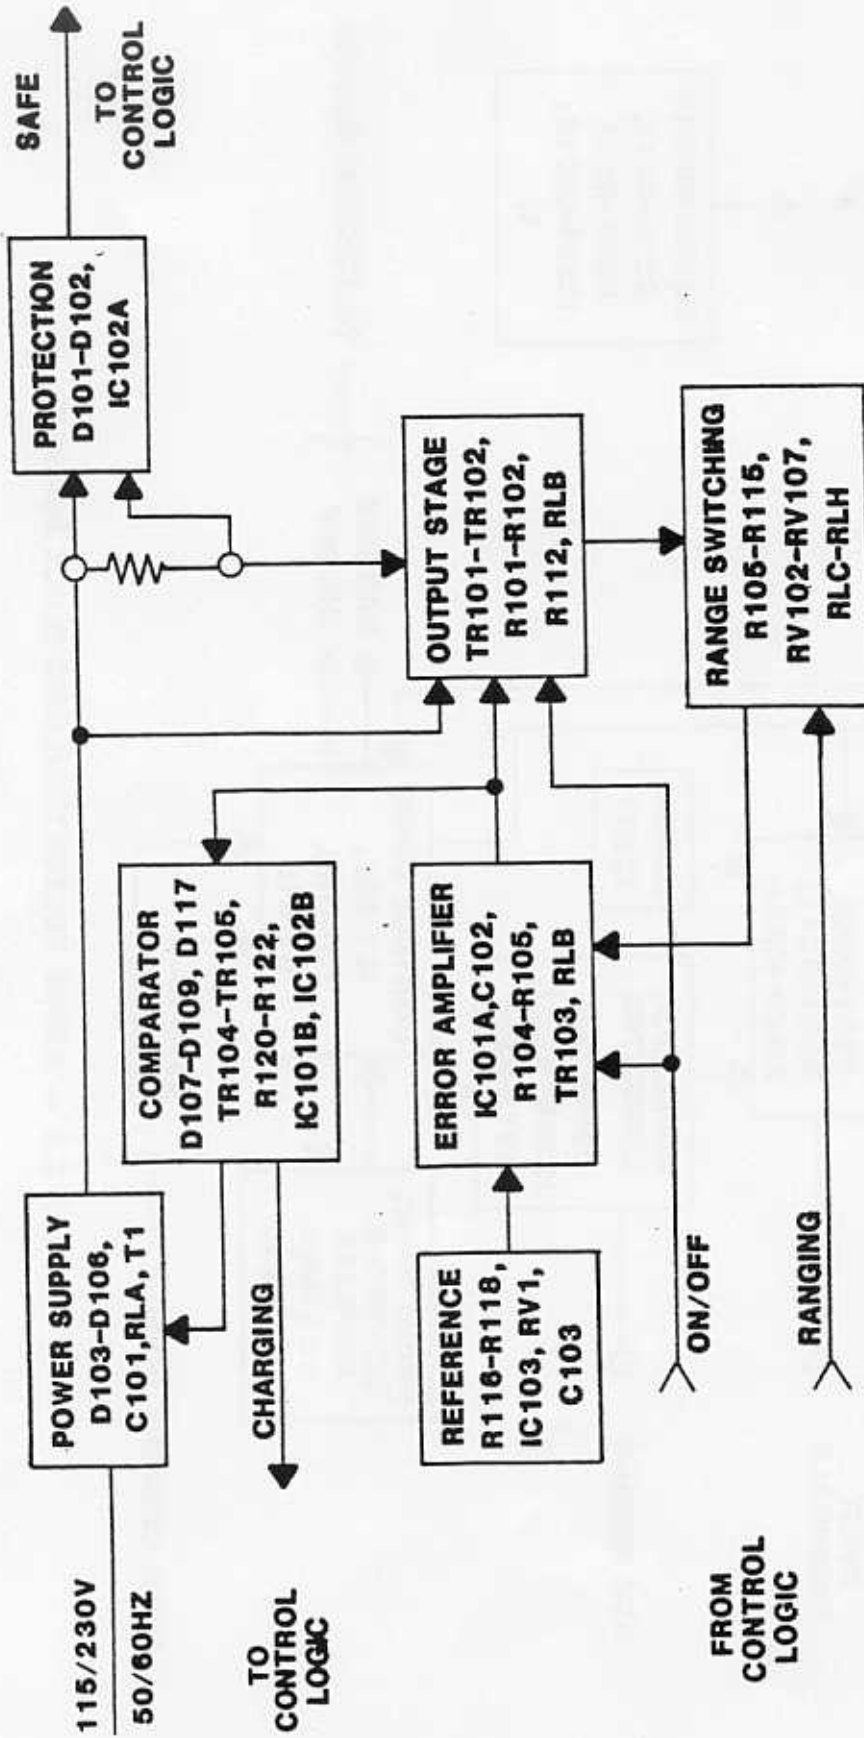 115/230V
50/60HZ
POWER SUPPLY
D103-D106,
C101,RLA, T1
PROTECTION
D101-D102,
IC102A
SAFE
TO
CONTROL
LOGIC
COMPARATOR
D107-D109, D117
TR104-TR105,
R120-R122,
IC101B, IC102B
CHARGING
TO
CONTROL
LOGIC
REFERENCE
R116-R118,
IC103, RV1,
C103
ERROR AMPLIFIER
IC101A,C102,
R104-R105,
TR103, RLB
OUTPUT STAGE
TR101-TR102,
R101-R102,
R112, RLB
ON/OFF
RANGE SWITCHING
R105-R115,
RV102-RV107,
RLC-RLH
RANGING
FROM
CONTROL
LOGIC